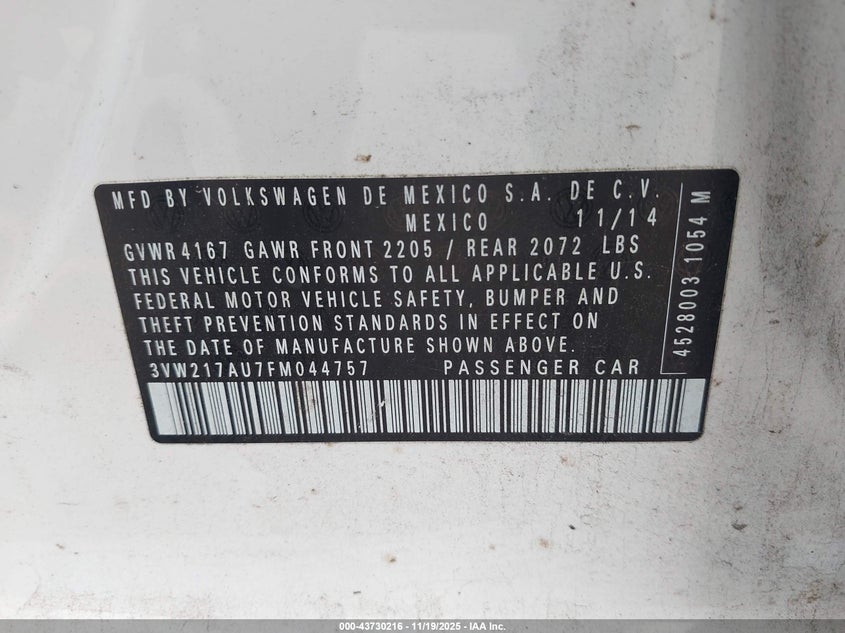 MFD BY VOLKSWAGEN DE MEXICO S.A. DE C.V.
MEXICO 11/14
GVWR 4167 GAWR FRONT 2205 / REAR 2072 LBS
THIS VEHICLE CONFORMS TO ALL APPLICABLE U.S.
FEDERAL MOTOR VEHICLE SAFETY, BUMPER AND
THEFT PREVENTION STANDARDS IN EFFECT ON
THE DATE OF MANUFACTURE SHOWN ABOVE.
3VW217AU7FM044757 PASSENGER CAR
4528003 1054 M
000-43730216 - 11/19/2025 - IAA Inc.